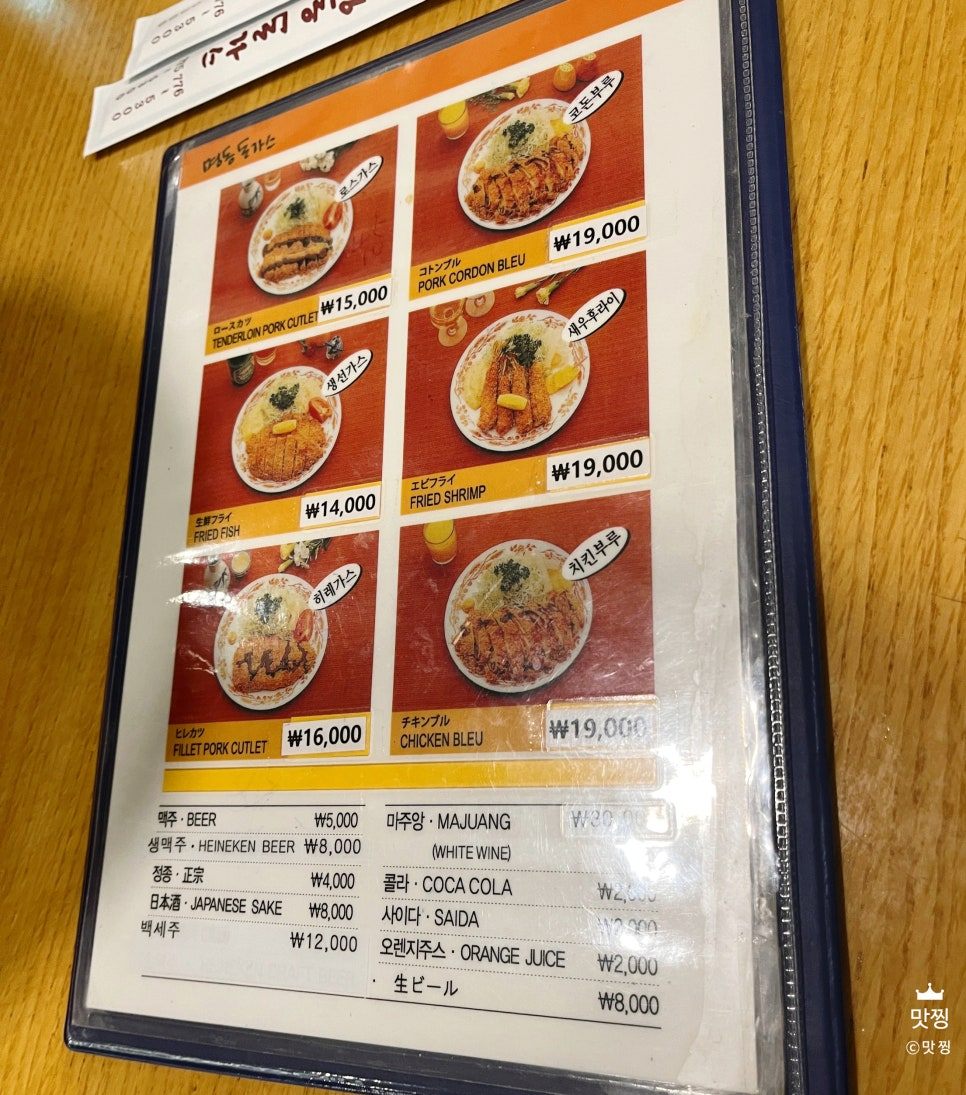 776-5300
776-5300
명동돈가스
로스가스
ロースカツ
TENDERLOIN PORK CUTLET
₩15,000
코돈부루
コトンブル
PORK CORDON BLEU
₩19,000
생선가스
生鮮フライ
FRIED FISH
₩14,000
새우후라이
エビフライ
FRIED SHRIMP
₩19,000
히레가스
ヒレカツ
FILLET PORK CUTLET
₩16,000
치킨부루
チキンブル
CHICKEN BLEU
₩19,000
맥주·BEER ₩5,000
생맥주·HEINEKEN BEER ₩8,000
정종·正宗 ₩4,000
日本酒·JAPANESE SAKE ₩8,000
백세주 ₩12,000
마주앙·MAJUANG
(WHITE WINE)
콜라·COCA COLA
사이다·SAIDA
오렌지주스·ORANGE JUICE ₩2,000
·生ビール ₩8,000
맛찡
©맛찡